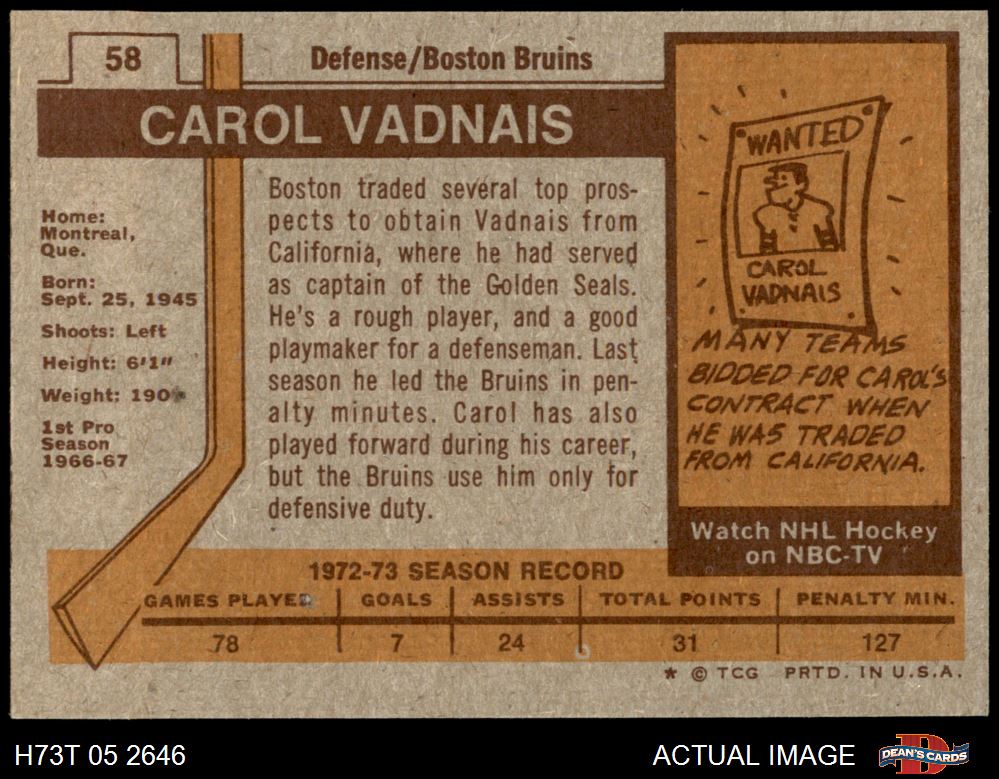 58
Defense/Boston Bruins
CAROL VADNAIS
Home:
Montreal,
Que.
Born:
Sept. 25, 1945
Shoots: Left
Height: 6'1"
Weight: 190
1st Pro
Season
1966-67
Boston traded several top pros-
pects to obtain Vadnais from
California, where he had served
as captain of the Golden Seals.
He's a rough player, and a good
playmaker for a defenseman. Last
season he led the Bruins in pen-
alty minutes. Carol has also
played forward during his career,
but the Bruins use him only for
defensive duty.
WANTED
CAROL
VADNAIS
MANY TEAMS
BIDDED FOR CAROL'S
CONTRACT WHEN
HE WAS TRADED
FROM CALIFORNIA.
Watch NHL Hockey
on NBC-TV
1972-73 SEASON RECORD
GAMES PLAYED GOALS ASSISTS TOTAL POINTS PENALTY MIN.
78 7 24 31 127
* © TCG PRTD. IN U.S.A.
H73T 05 2646
ACTUAL IMAGE
D
DEAN'S CARDS